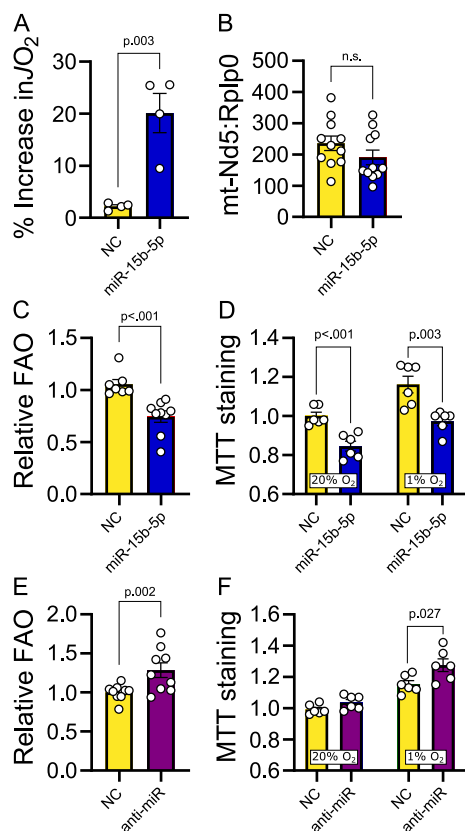 A
% Increase inJO₂>
p.003
30
20
10
0
NC
miR-15b-5p
B
mt-Nd5:Rplp0
n.s.
500
400
300
200
100
0
NC
miR-15b-5p
C
Relative FAO
p<.001
1.5
1.0
0.5
0.0
NC
miR-15b-5p
D
MTT staining
p<.001
p.003
1.4
1.2
1.0
0.8
0.6
20% O₂
1% O₂
NC
miR-15b-5p
NC
miR-15b-5p
E
Relative FAO
p.002
2.0
1.5
1.0
0.5
0.0
NC
anti-miR
F
MTT staining
p.027
1.6
1.4
1.2
1.0
0.8
0.6
20% O₂
1% O₂
NC
anti-miR
NC
anti-miR